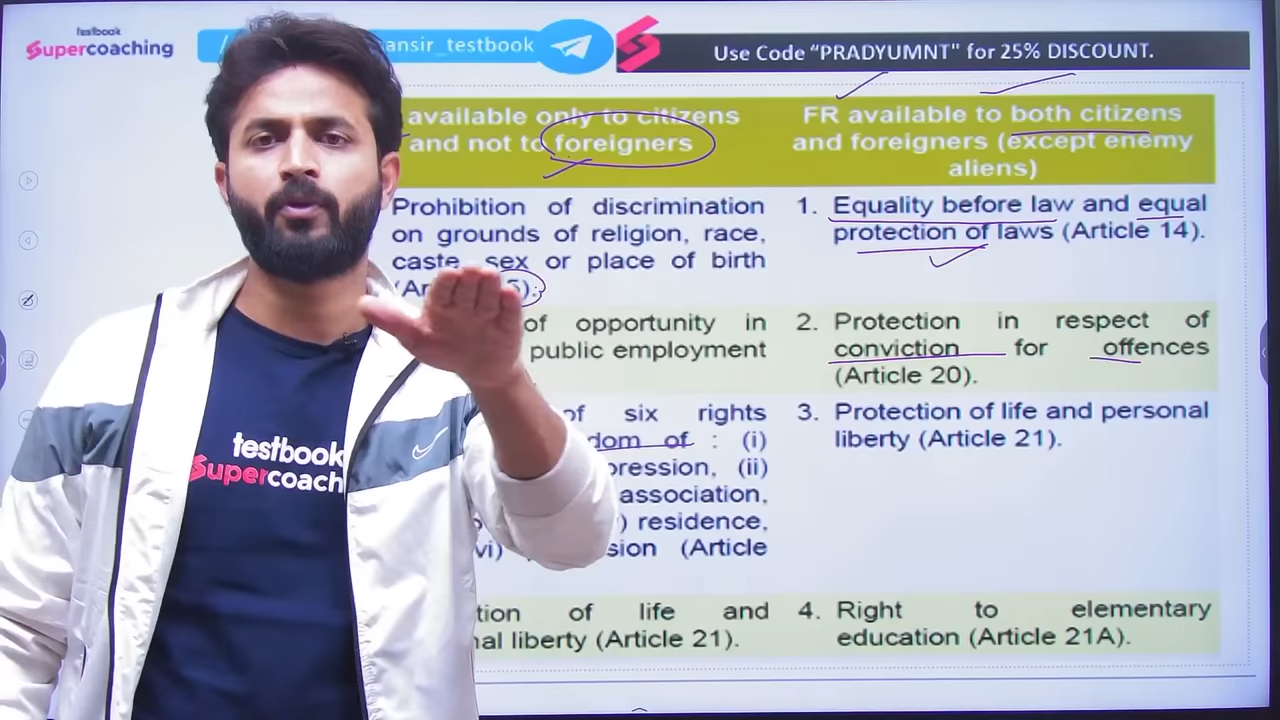 testbook
Supercoaching
ansir_testbook
Use Code “PRADYUMNT" for 25% DISCOUNT.
available only to citizens
and not to foreigners
FR available to both citizens
and foreigners (except enemy
aliens)
Prohibition of discrimination
on grounds of religion, race,
caste, sex or place of birth
1. Equality before law and equal
protection of laws (Article 14).
of opportunity in
public employment
2. Protection in respect of
conviction for offences
(Article 20).
of six rights
dom of : (i)
pression, (ii)
association,
) residence,
vi) sion (Article
3. Protection of life and personal
liberty (Article 21).
tion of life and
nal liberty (Article 21).
4. Right to elementary
education (Article 21A).
testbook
Supercoach